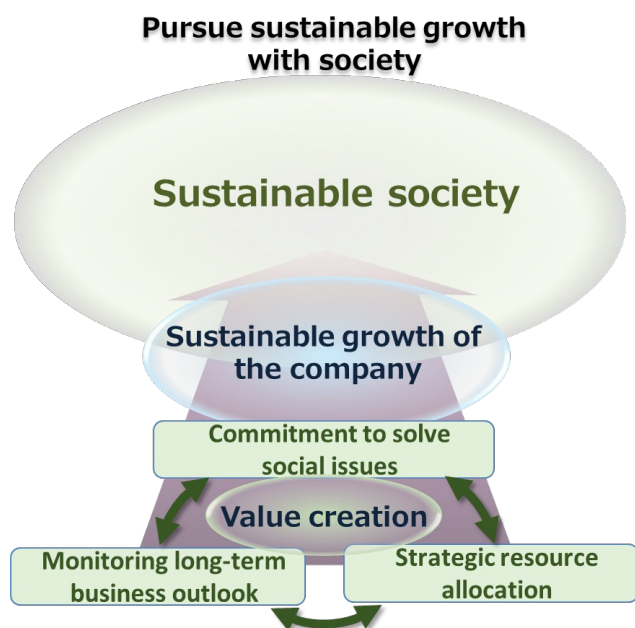 Pursue sustainable growth
with society
Sustainable society
Sustainable growth of
the company
Commitment to solve
social issues
Value creation
Monitoring long-term
business outlook
Strategic resource
allocation